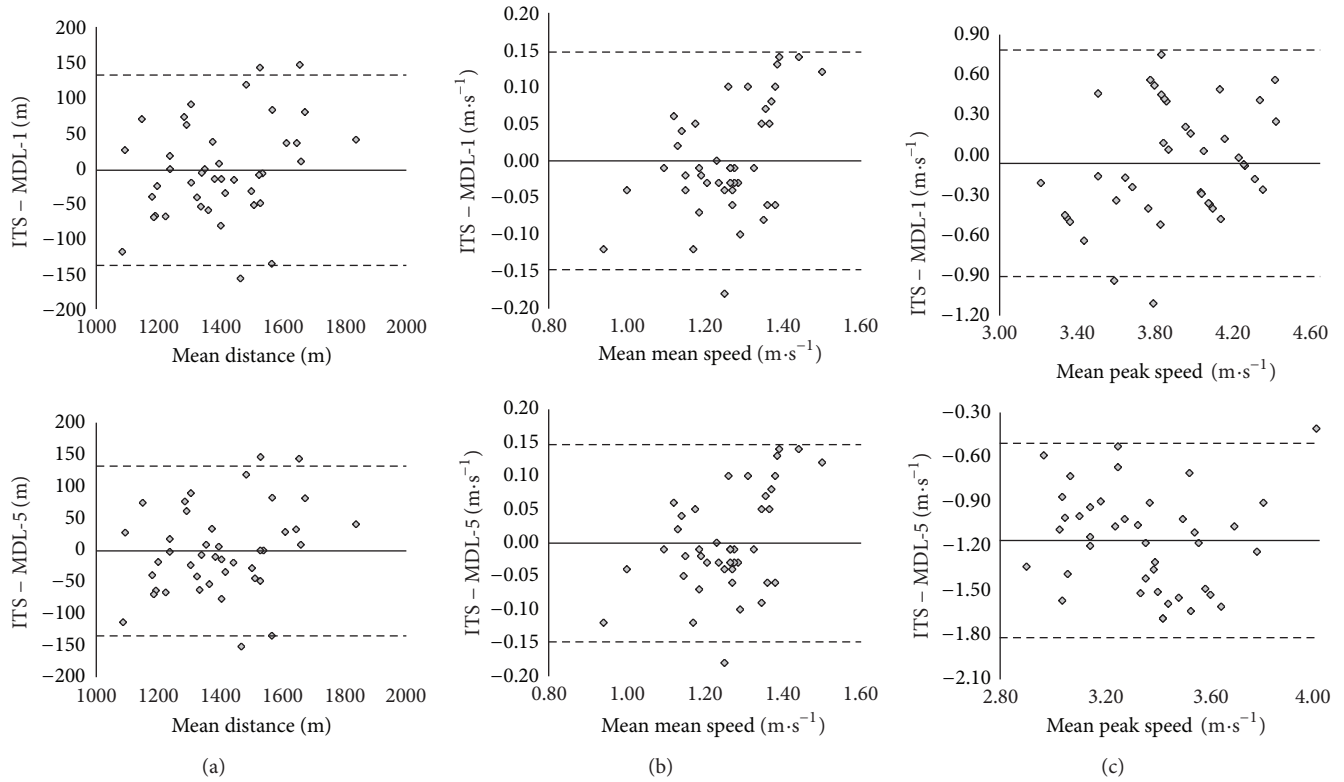 200
150
100
50
0
−50
−100
−150
−200
ITS − MDL-1 (m)
1000 1200 1400 1600 1800 2000
Mean distance (m)
0.20
0.15
0.10
0.05
0.00
−0.05
−0.10
−0.15
0.20
ITS − MDL-1 (m·s⁻¹)
0.80 1.00 1.20 1.40 1.60
Mean mean speed (m·s⁻¹)
0.90
0.60
0.30
0.00
−0.30
−0.60
−0.90
−1.20
ITS − MDL-1 (m·s⁻¹)
3.00 3.40 3.80 4.20 4.60
Mean peak speed (m·s⁻¹)
200
150
100
50
0
−50
−100
−150
−200
ITS − MDL-5 (m)
1000 1200 1400 1600 1800 2000
Mean distance (m)
0.20
0.15
0.10
0.05
0.00
−0.05
−0.10
−0.15
−0.20
ITS − MDL-5 (m·s⁻¹)
0.80 1.00 1.20 1.40 1.60
Mean mean speed (m·s⁻¹)
−0.30
−0.60
−0.90
−1.20
−1.50
−1.80
−2.10
ITS − MDL-5 (m·s⁻¹)
2.80 3.20 3.60 4.00
Mean peak speed (m·s⁻¹)
(a)
(b)
(c)